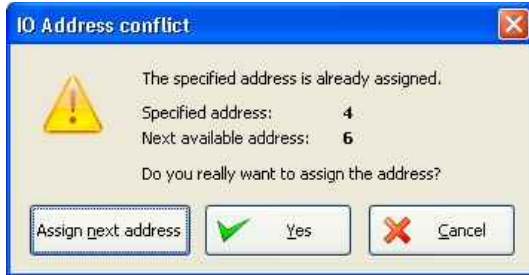 IO Address conflict
The specified address is already assigned.
Specified address: 4
Next available address: 6
Do you really want to assign the address?
Assign next address Yes Cancel